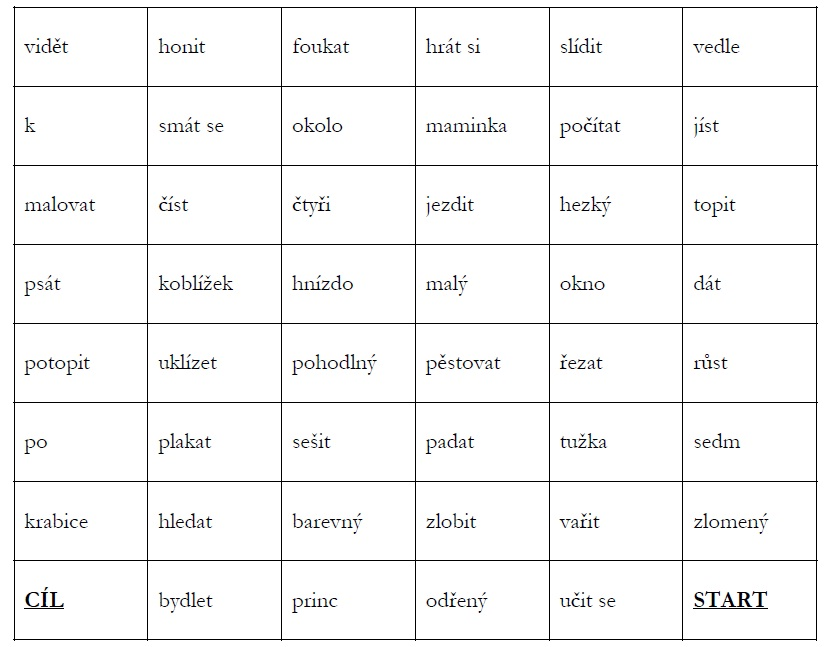 vidět honit foukat hrát si slídit vedle
k smát se okolo maminka počítat jíst
malovat číst čtyři jezdit hezký topit
psát koblížek hnízdo malý okno dát
potopit uklízet pohodlný pěstovat řezat růst
po plakat sešit padat tužka sedm
krabice hledat barevný zlobit vařit zlomený
CÍL bydlet princ odřený učit se START